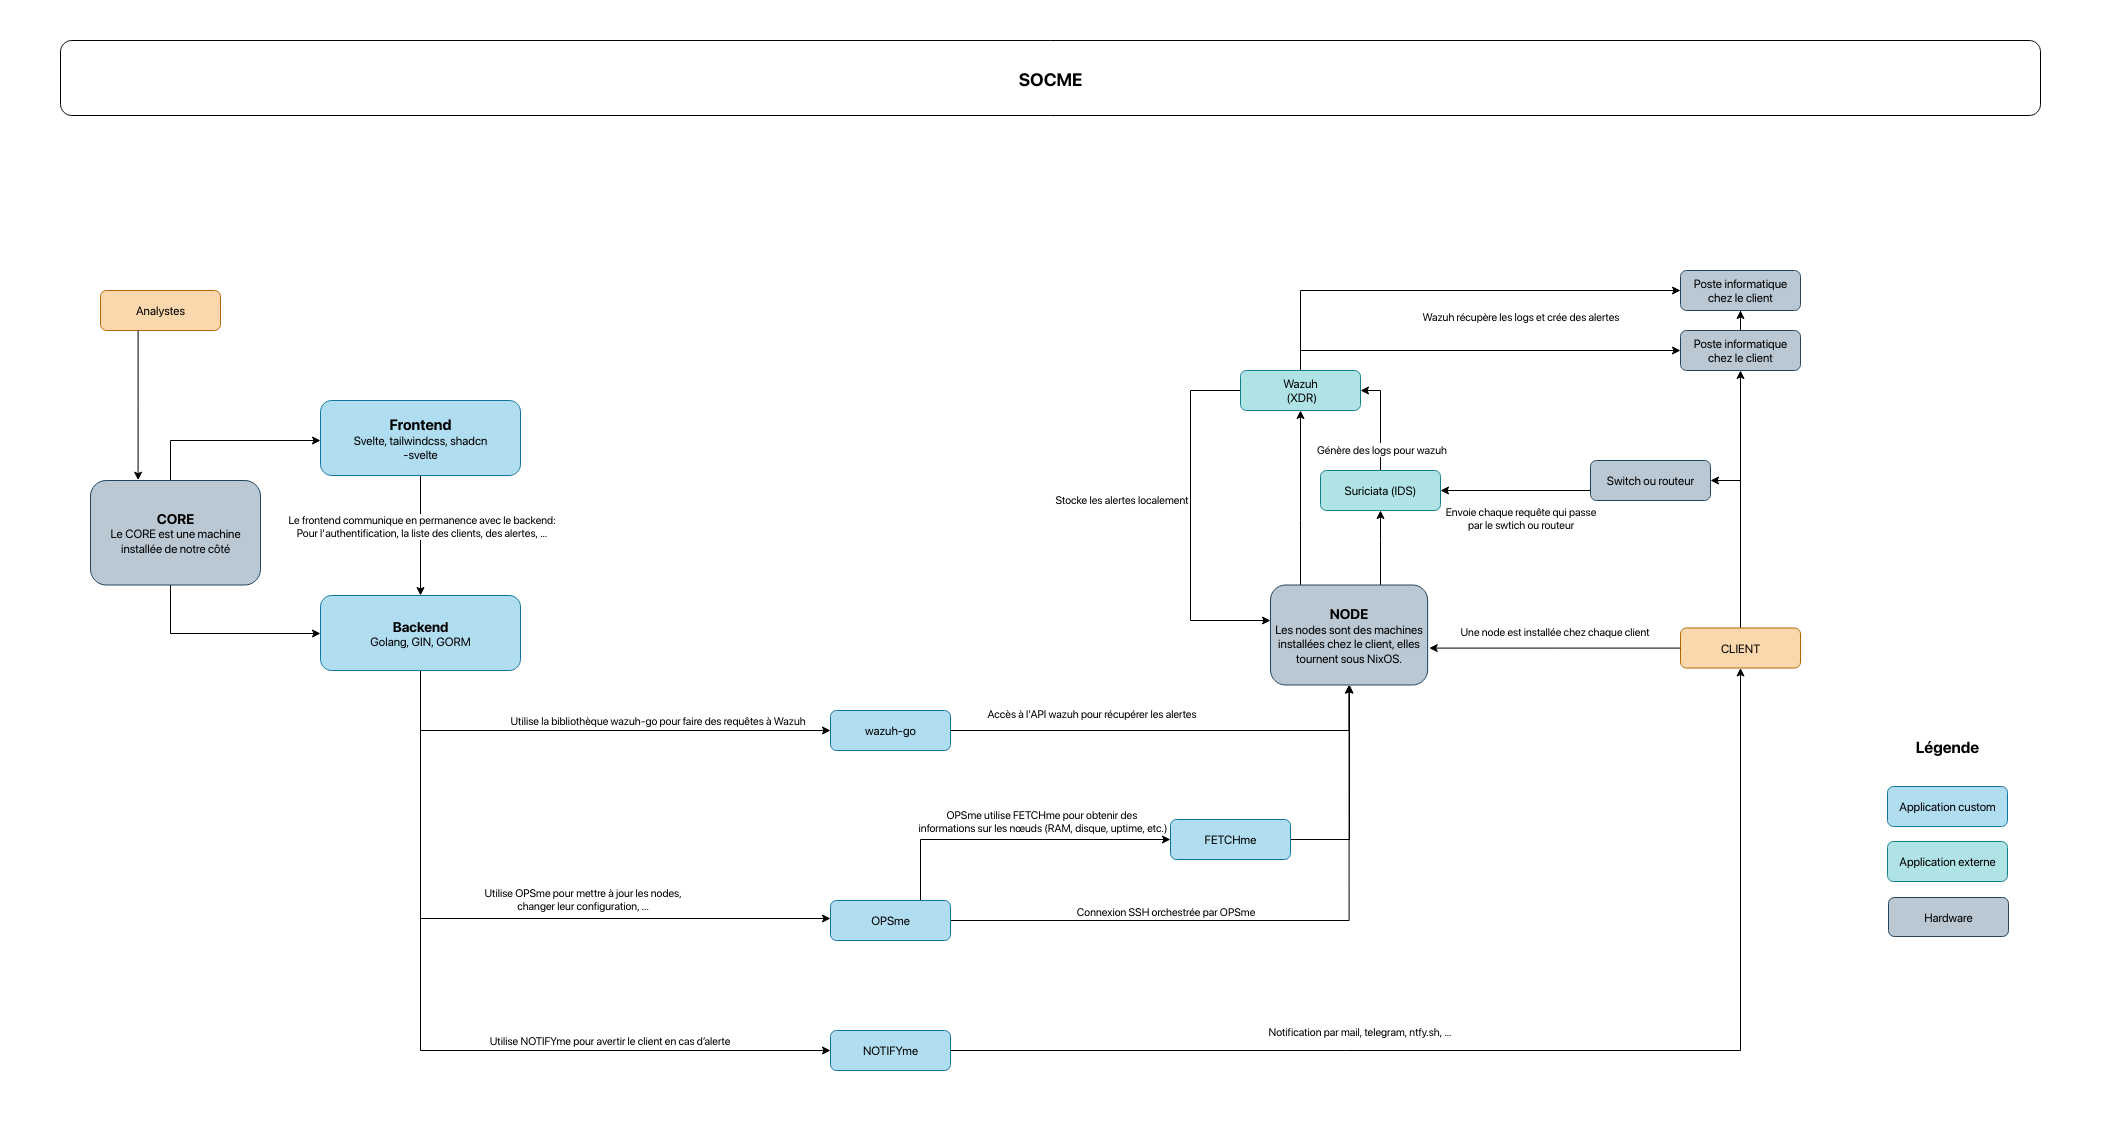 SOCME
Analystes
Frontend
Svelte, tailwindcss, shadcn
-svelte
CORE
Le CORE est une machine
installée de notre côté
Le frontend communique en permanence avec le backend:
Pour l'authentification, la liste des clients, des alertes, ...
Backend
Golang, GIN, GORM
Poste informatique
chez le client
Wazuh récupère les logs et crée des alertes
Poste informatique
chez le client
Wazuh
(XDR)
Génère des logs pour wazuh
Suriciata (IDS)
Switch ou routeur
Stocke les alertes localement
Envoie chaque requête qui passe
par le swtich ou routeur
NODE
Les nodes sont des machines
installées chez le client, elles
tournent sous NixOS.
Une node est installée chez chaque client
CLIENT
Utilise la bibliothèque wazuh-go pour faire des requêtes à Wazuh
wazuh-go
Accès à l'API wazuh pour récupérer les alertes
OPSme utilise FETCHme pour obtenir des
informations sur les nœuds (RAM, disque, uptime, etc.)
FETCHme
Utilise OPSme pour mettre à jour les nodes,
changer leur configuration, ...
OPSme
Connexion SSH orchestrée par OPSme
Utilise NOTIFYme pour avertir le client en cas d'alerte
NOTIFYme
Notification par mail, telegram, ntfy.sh, ...
Légende
Application custom
Application externe
Hardware